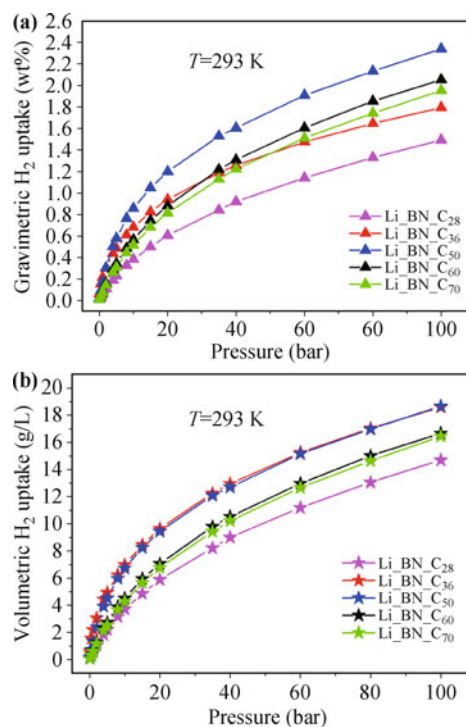 (a)
2.6
2.4
2.2
2.0
1.8
1.6
1.4
1.2
1.0
0.8
0.6
0.4
0.2
0.0
Gravimetric H₂ uptake (wt%)
T=293 K
Li_BN_C₂₈
Li_BN_C₃₆
Li_BN_C₅₀
Li_BN_C₆₀
Li_BN_C₇₀
0 20 40 60 60 100
Pressure (bar)
(b)
20
18
16
14
12
10
8
6
4
2
0
Volumetric H₂ uptake (g/L)
T=293 K
Li_BN_C₂₈
Li_BN_C₃₆
Li_BN_C₅₀
Li_BN_C₆₀
Li_BN_C₇₀
0 20 40 60 80 100
Pressure (bar)